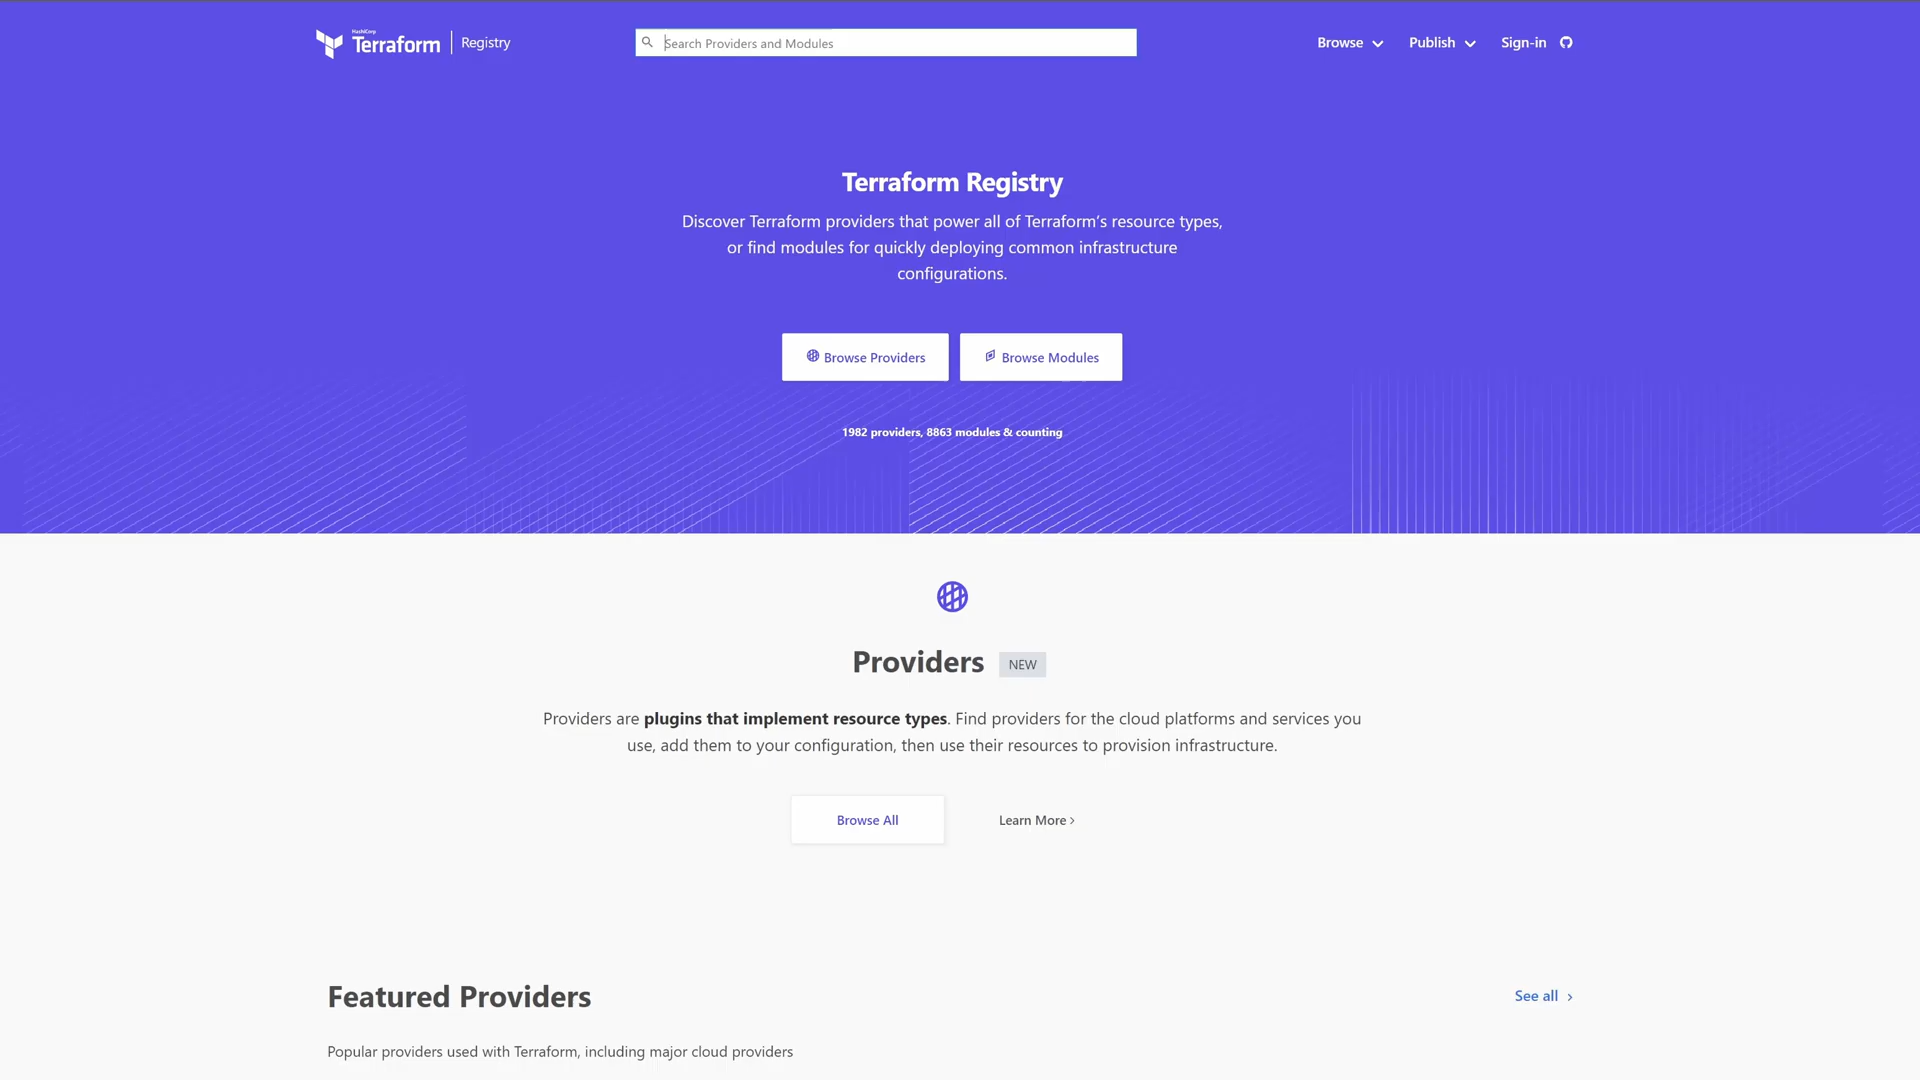 HashiCorp
Terraform
Registry
Search Providers and Modules
Browse
Publish
Sign-in
Terraform Registry
Discover Terraform providers that power all of Terraform’s resource types,
or find modules for quickly deploying common infrastructure
configurations.
Browse Providers
Browse Modules
1982 providers, 8863 modules & counting
Providers NEW
Providers are plugins that implement resource types. Find providers for the cloud platforms and services you
use, add them to your configuration, then use their resources to provision infrastructure.
Browse All
Learn More
Featured Providers
See all
Popular providers used with Terraform, including major cloud providers